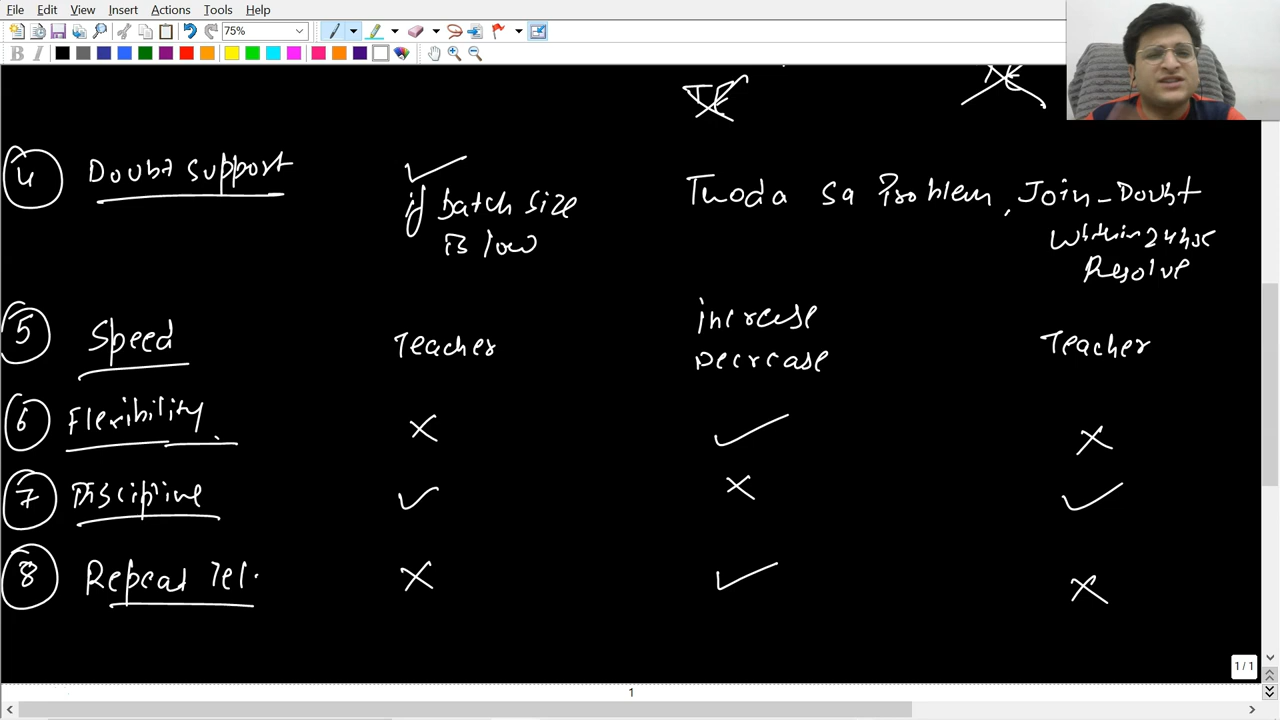 File Edit View Insert Actions Tools Help
75%
B I
TE
4 Doubt support
if batch size
is low
Thoda sa Problem, Join-Doubt
Within 24 hrs
Resolve
5 Speed Teacher increase
Decrease Teacher
6 Flexibility
7 Discipline
8 Repeat Tel.
1 / 1
1